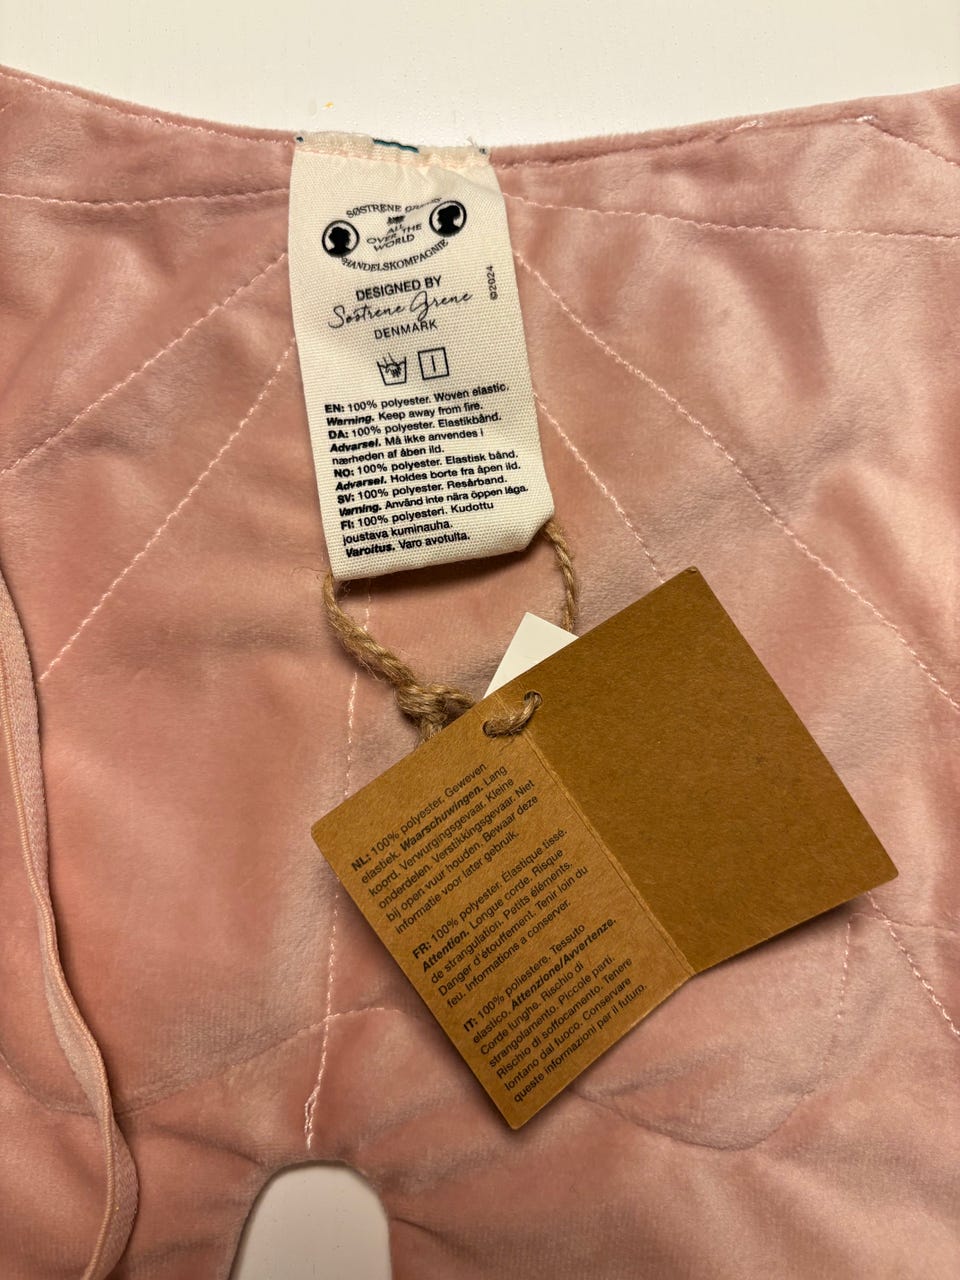 SØSTRENE GRENES
ALL
OVER THE
WORLD
HANDELSKOMPAGNIE
©2024
DESIGNED BY
Søstrene Grene
DENMARK
EN: 100% polyester. Woven elastic.
Warning. Keep away from fire.
DA: 100% polyester. Elastikbånd.
Advarsel. Må ikke anvendes i
nærheden af åben ild.
NO: 100% polyester. Elastisk bånd.
Advarsel. Holdes borte fra åpen ild.
SV: 100% polyester. Resårband.
Varning. Använd inte nära öppen låga.
FI: 100% polyesteri. Kudottu
joustava kuminauha.
Varoitus. Varo avotulta.
NL: 100% polyester. Geweven
elastiek. Waarschuwingen. Lang
koord. Verwurgingsgevaar. Kleine
onderdelen. Verstikkingsgevaar. Niet
bij open vuur houden. Bewaar deze
informatie voor later gebruik.
FR: 100% polyester. Élastique tissé.
Attention. Longue corde. Risque
de strangulation. Petits éléments.
Danger d'étouffement. Tenir loin du
feu. Informations a conserver.
IT: 100% poliestere. Tessuto
elastico. Attenzione/Avvertenze.
Corde lunghe. Rischio di
strangolamento. Piccole parti.
Rischio di soffocamento. Tenere
lontano dal fuoco. Conservare
queste informazioni per il futuro.